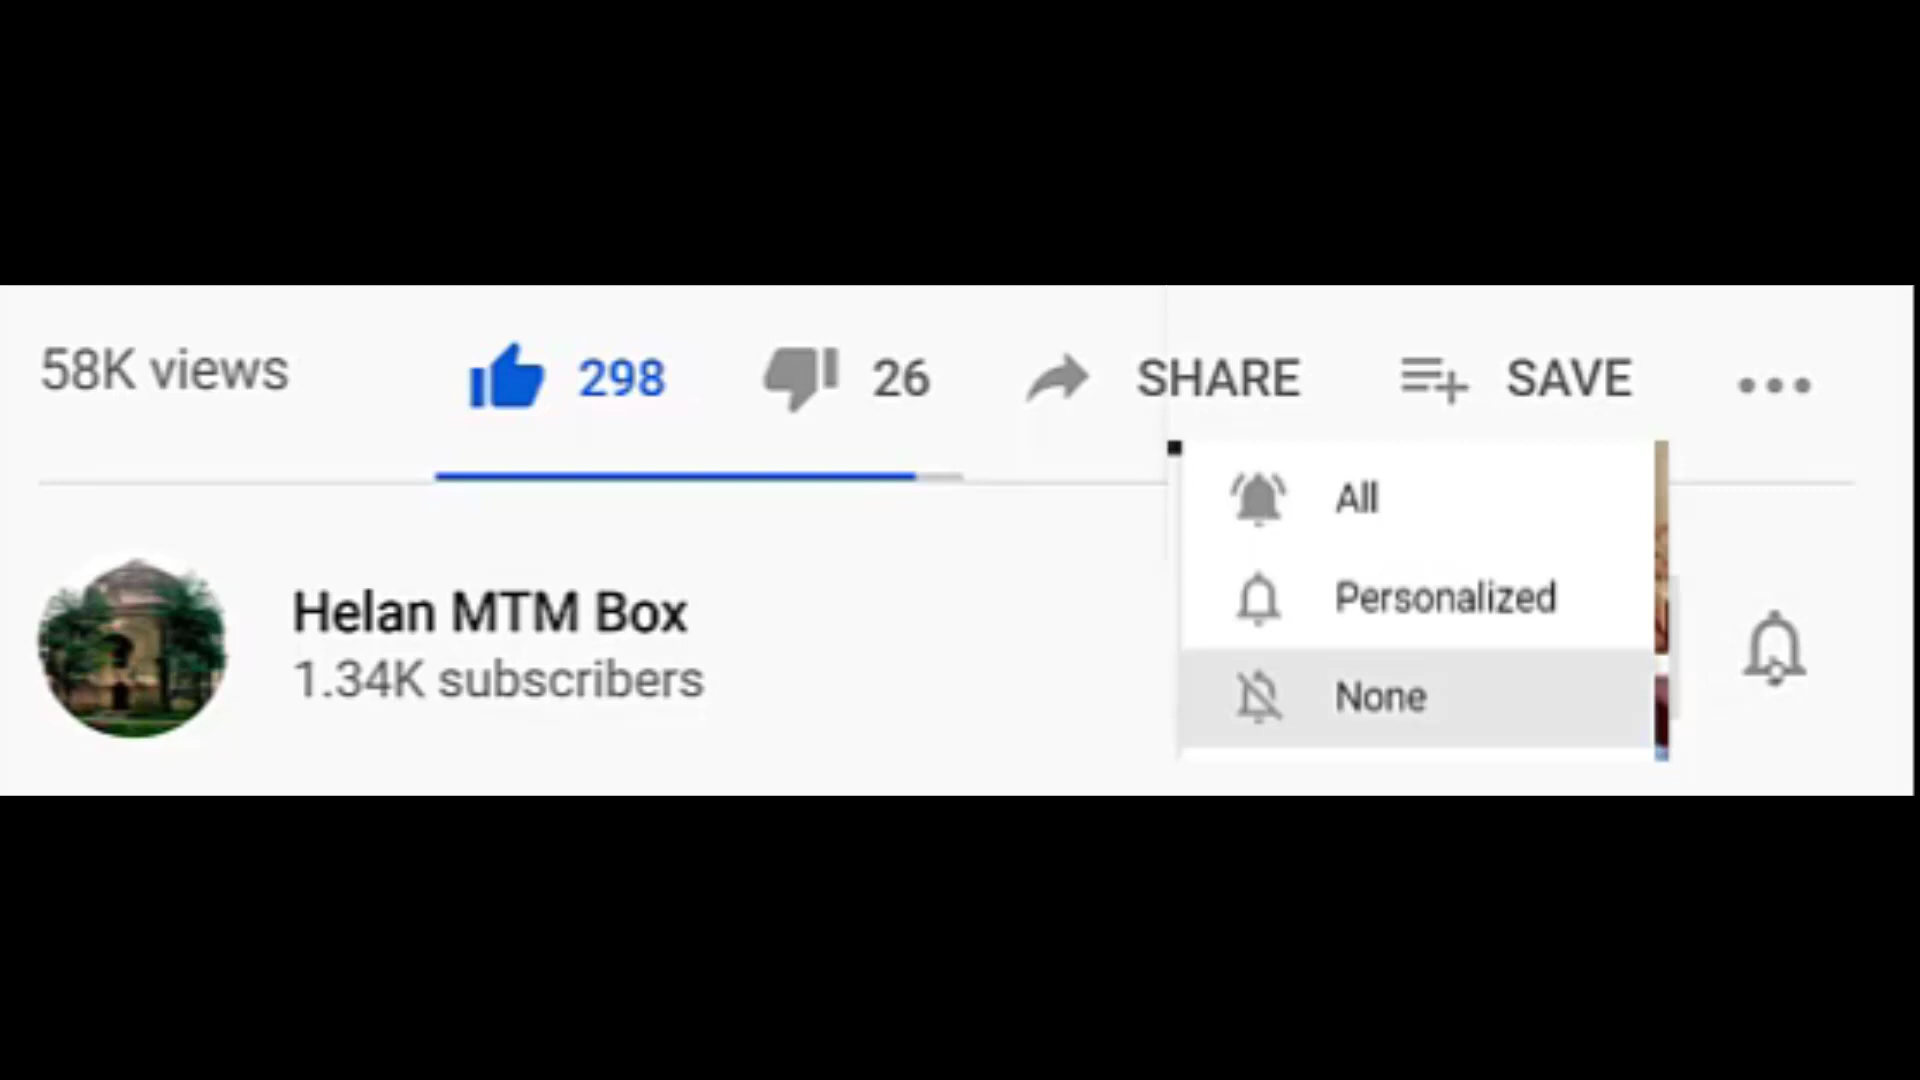 58K views 298 26 SHARE SAVE
All
Personalized
None
Helan MTM Box
1.34K subscribers